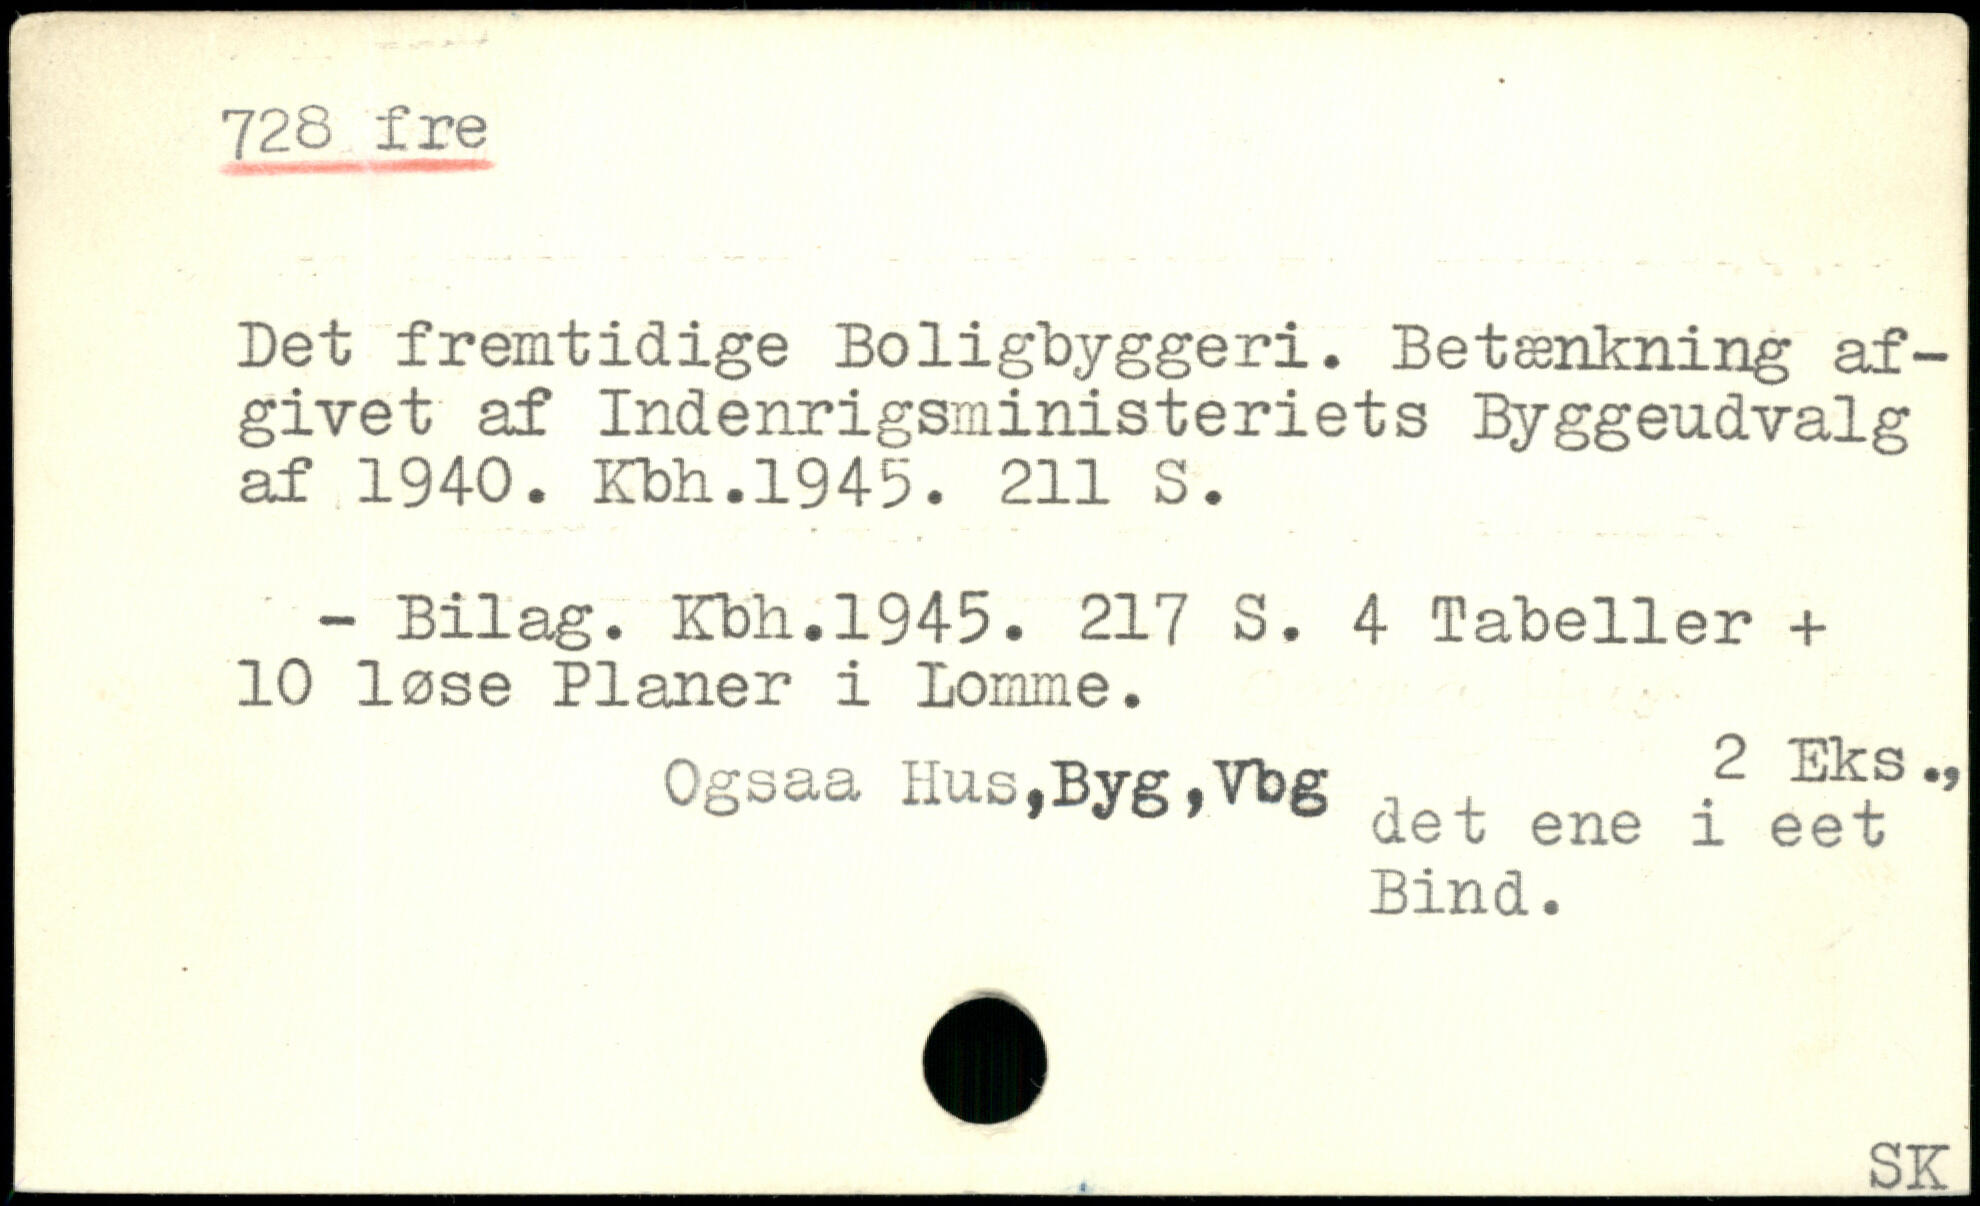 728 fre
Det fremtidige Boligbyggeri. Betænkning af-
givet af Indenrigsministeriets Byggeudvalg
af 1940. Kbh.1945. 211 S.
- Bilag. Kbh.1945. 217 S. 4 Tabeller +
10 løse Planer i Lomme.
Ogsaa Hus,Byg,Vbg
2 Eks.,
det ene i eet
Bind.
SK